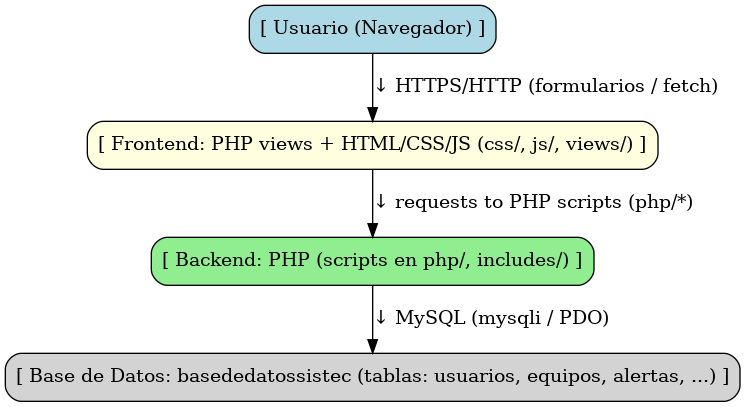 [ Usuario (Navegador) ]
↓ HTTPS/HTTP (formularios / fetch)
[ Frontend: PHP views + HTML/CSS/JS (css/, js/, views/) ]
↓ requests to PHP scripts (php/*)
[ Backend: PHP (scripts en php/, includes/) ]
↓ MySQL (mysqli / PDO)
[ Base de Datos: basededatossistec (tablas: usuarios, equipos, alertas, ...) ]